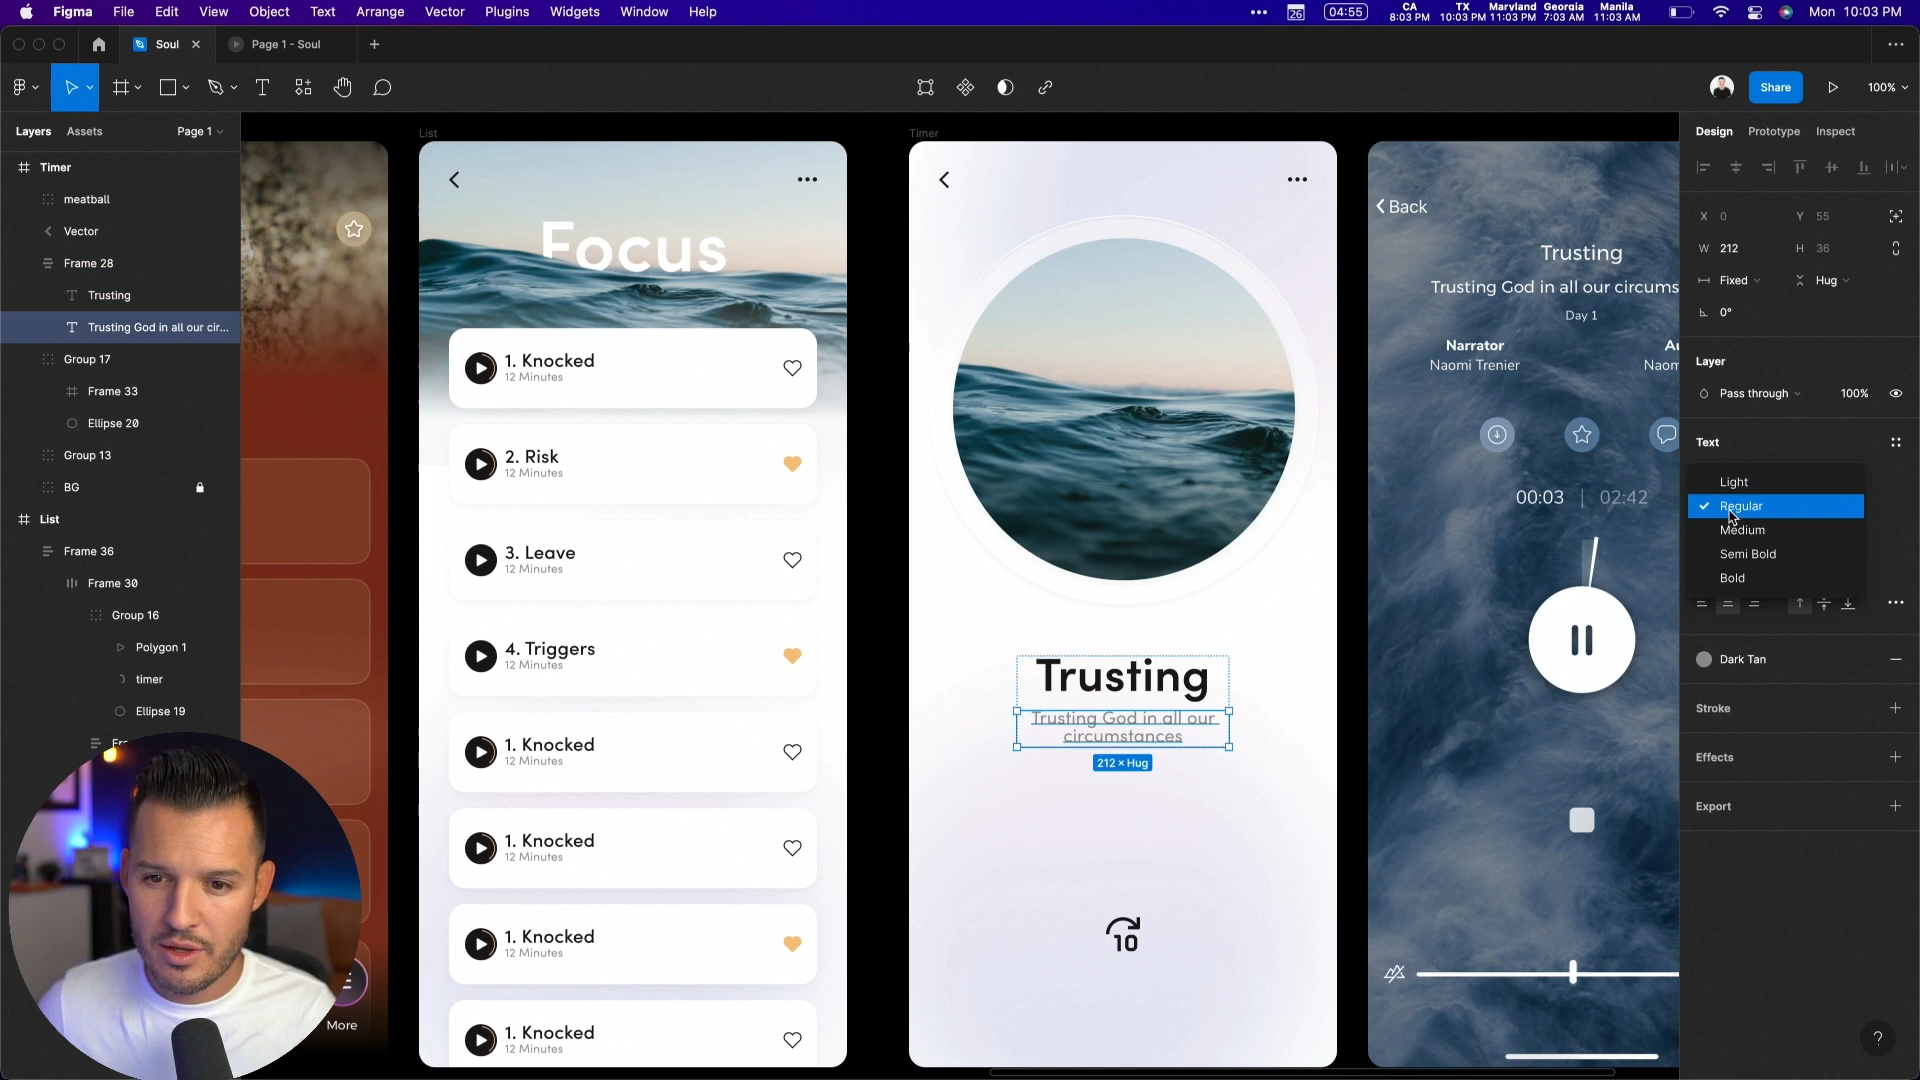 Figma File Edit View Object Text Arrange Vector Plugins Widgets Window Help
26 04:55
CA
8:03 PM
TX
10:03 PM
Maryland
11:03 PM
Georgia
7:03 AM
Manila
11:03 AM
Mon 10:03 PM
Soul
Page 1 - Soul
Share
100%
Layers Assets Page 1
Timer
meatball
Vector
Frame 28
Trusting
Trusting God in all our cir...
Group 17
Frame 33
Ellipse 20
Group 13
BG
List
Frame 36
Frame 30
Group 16
Polygon 1
timer
Ellipse 19
More
List
Focus
1. Knocked
12 Minutes
2. Risk
12 Minutes
3. Leave
12 Minutes
4. Triggers
12 Minutes
1. Knocked
12 Minutes
1. Knocked
12 Minutes
1. Knocked
12 Minutes
1. Knocked
12 Minutes
Timer
Trusting
Trusting God in all our
circumstances
212 × Hug
10
Back
Trusting
Trusting God in all our circums
Day 1
Narrator
Naomi Trenier
Au
Naom
00:03 | 02:42
Design Prototype Inspect
X 0 Y 55
W 212 H 36
Fixed Hug
0°
Layer
Pass through 100%
Text
Light
Regular
Medium
Semi Bold
Bold
Dark Tan
Stroke
Effects
Export
?